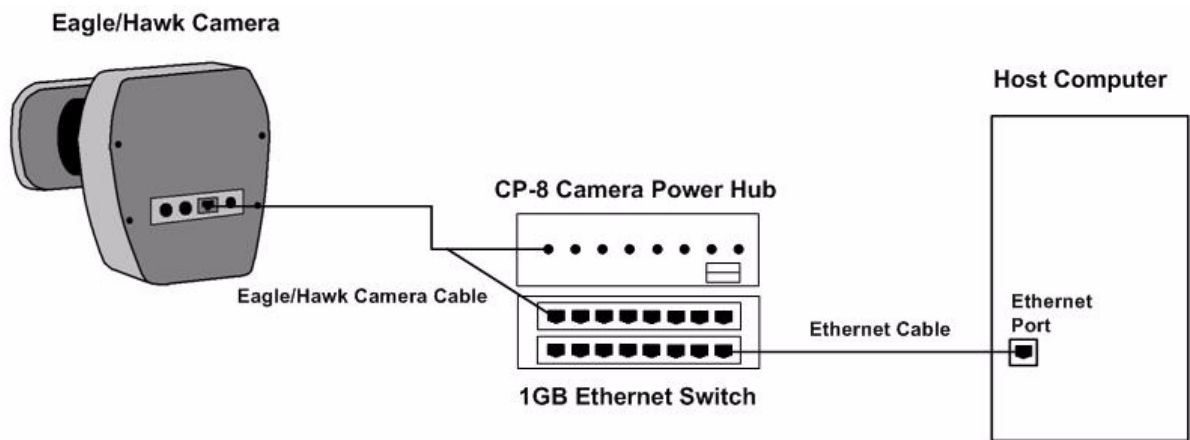 Eagle/Hawk Camera
Host Computer
CP-8 Camera Power Hub
Eagle/Hawk Camera Cable
Ethernet
Port
Ethernet Cable
1GB Ethernet Switch